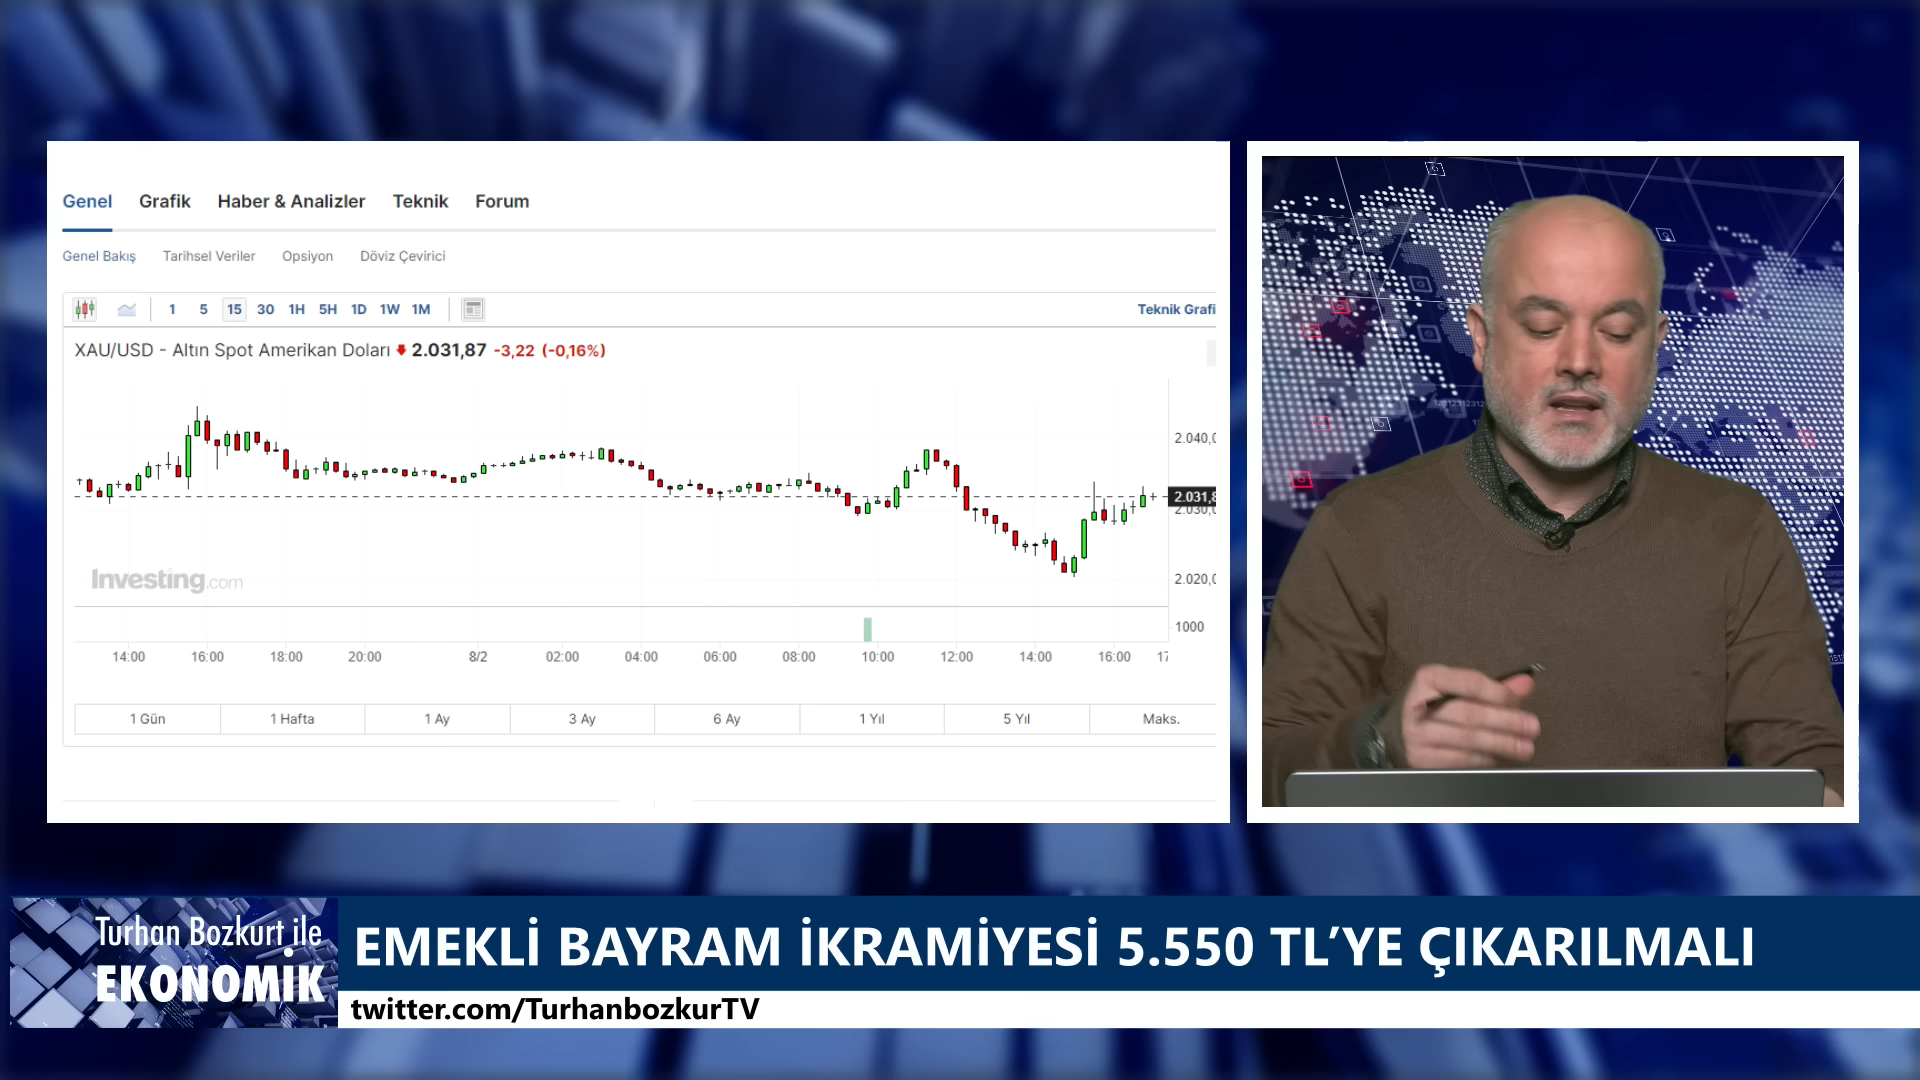 Genel Grafik Haber & Analizler Teknik Forum
Genel Bakış Tarihsel Veriler Opsiyon Döviz Çevirici
1 5 15 30 1H 5H 1D 1W 1M Teknik Grafi
XAU/USD - Altın Spot Amerikan Doları 2.031,87 -3,22 (-0,16%)
2.040,0
2.031,8
2.030,0
Investing.com
2.020,0
1000
14:00 16:00 18:00 20:00 8/2 02:00 04:00 06:00 08:00 10:00 12:00 14:00 16:00 17
1 Gün 1 Hafta 1 Ay 3 Ay 6 Ay 1 Yıl 5 Yıl Maks.
Turhan Bozkurt ile
EKONOMİK
EMEKLİ BAYRAM İKRAMİYESİ 5.550 TL'YE ÇIKARILMALI
twitter.com/TurhanbozkurTV